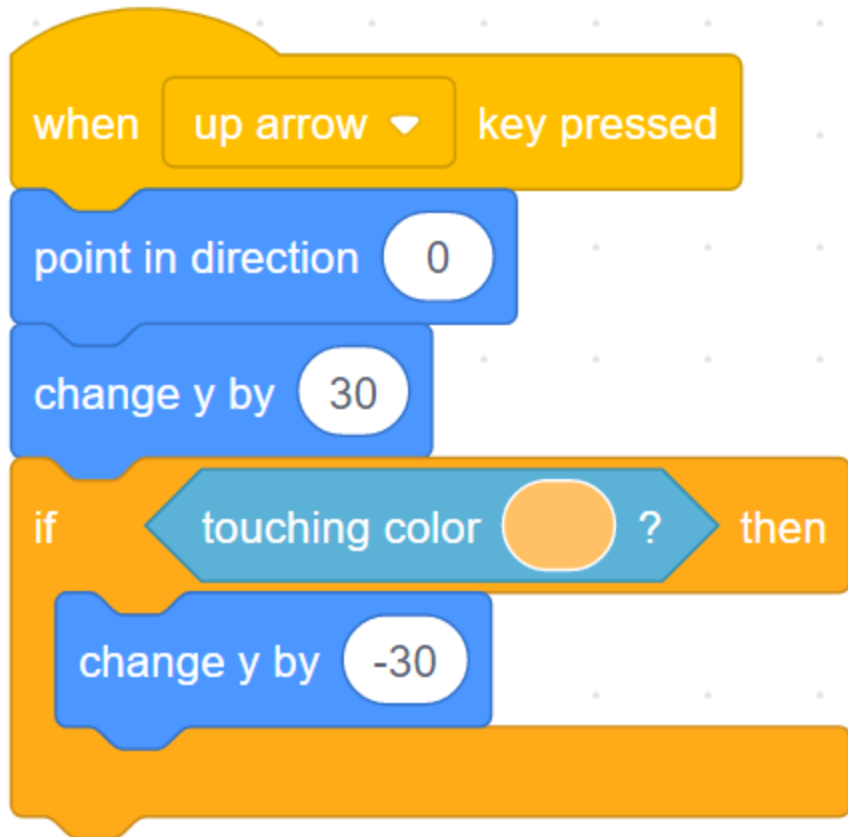 when up arrow key pressed
point in direction 0
change y by 30
if touching color ? then
change y by -30